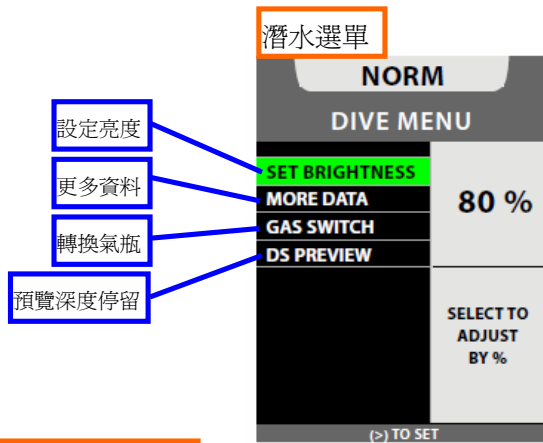 潛水選單
NORM
DIVE MENU
設定亮度
更多資料
轉換氣瓶
預覽深度停留
SET BRIGHTNESS
MORE DATA
GAS SWITCH
DS PREVIEW
80 %
SELECT TO
ADJUST
BY %
(>) TO SET